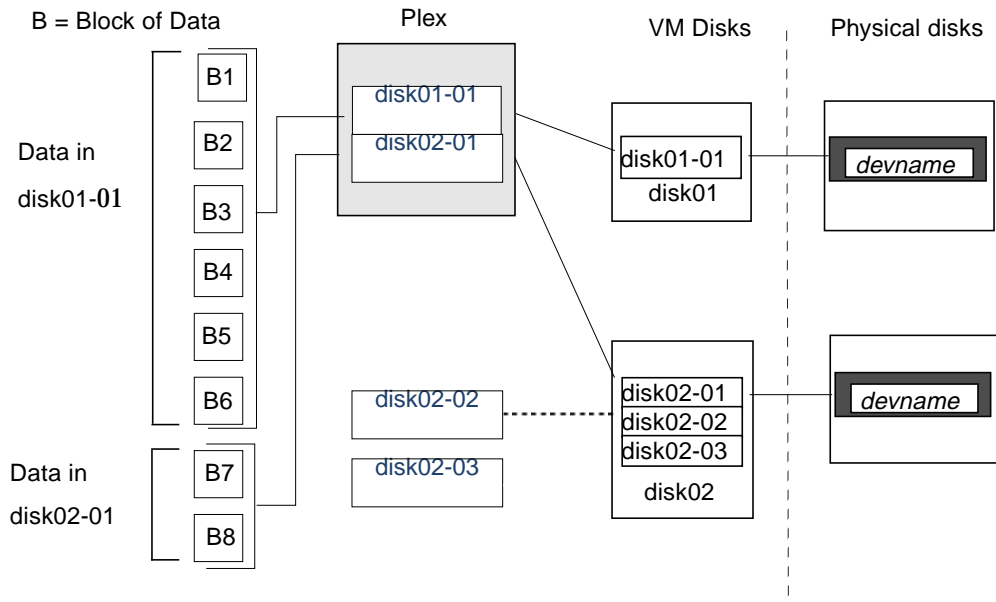 B = Block of Data
Plex
VM Disks
Physical disks
Data in
disk01-01
B1
B2
B3
B4
B5
B6
Data in
disk02-01
B7
B8
disk01-01
disk02-01
disk02-02
disk02-03
disk01-01
disk01
disk02-01
disk02-02
disk02-03
disk02
devname
devname